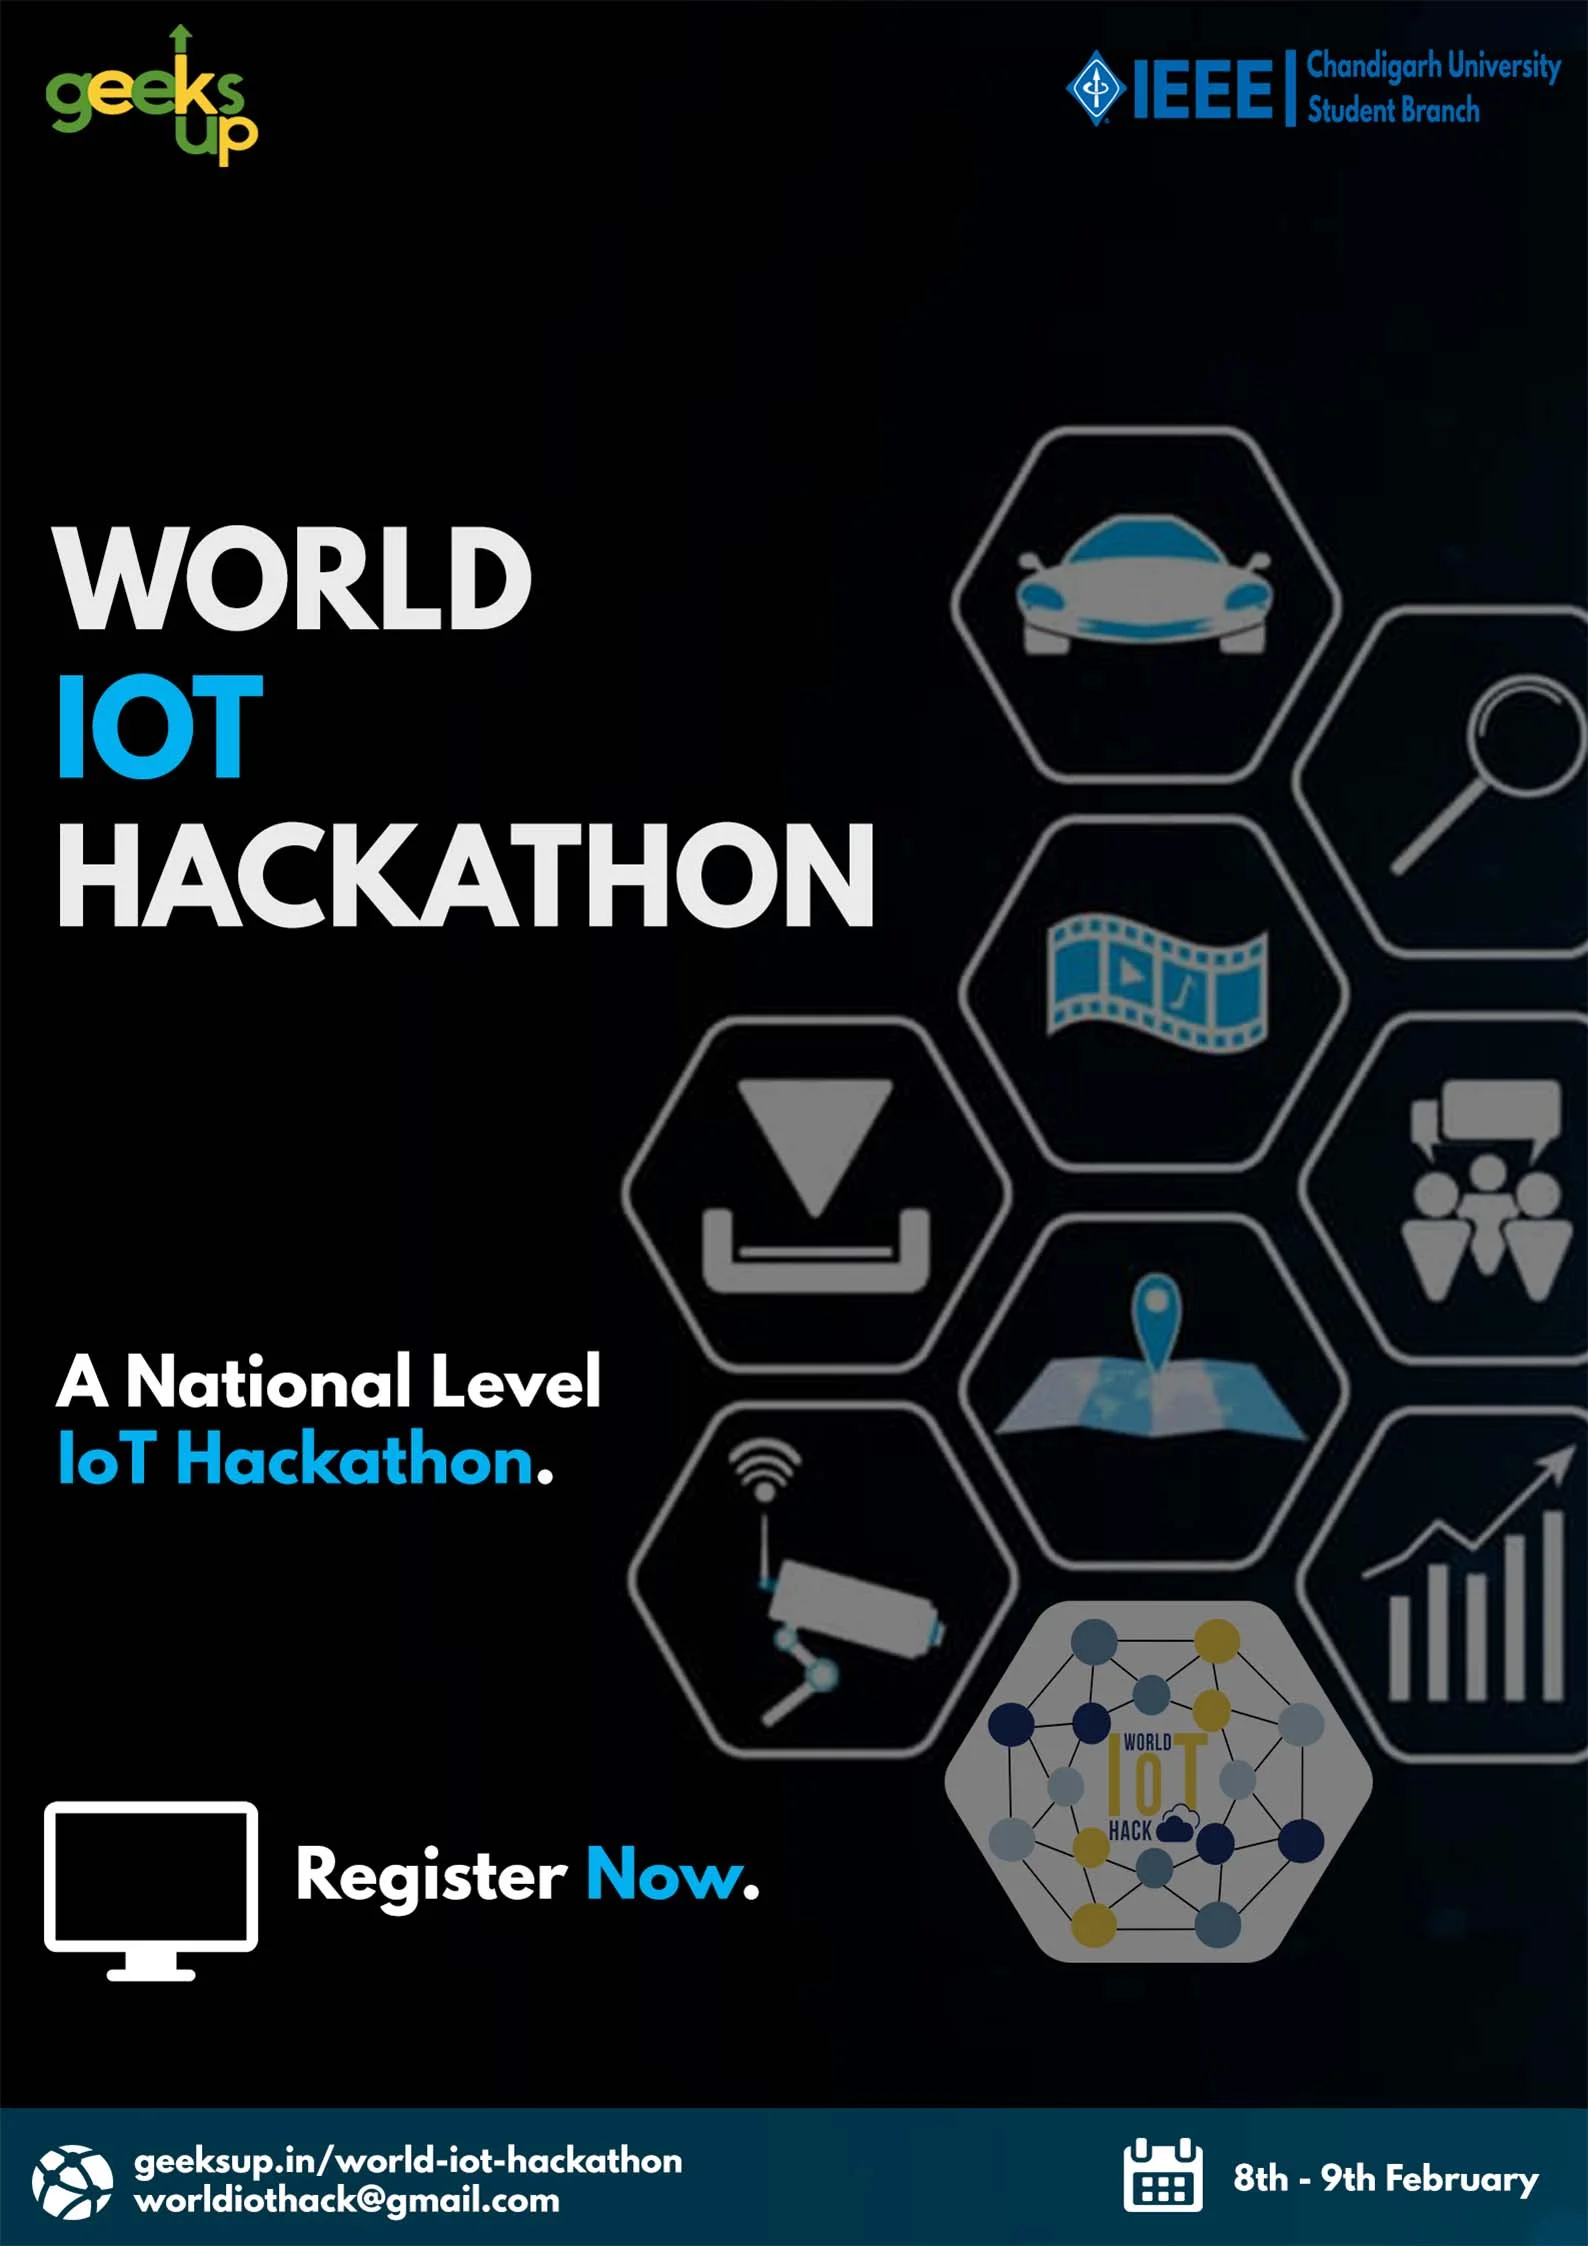 geeks
up
IEEE
Chandigarh University
Student Branch
WORLD
IOT
HACKATHON
A National Level
IoT Hackathon.
WORLD
IoT
HACK
Register Now.
geeksup.in/world-iot-hackathon
worldiothack@gmail.com
8th - 9th February